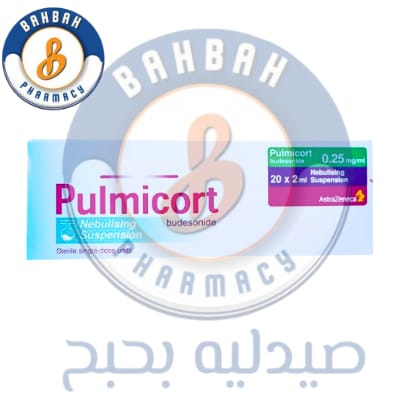 BAHBAH
PHARMACY
BAHBAH
Pulmicort
budesonide
Nebulising
Suspension
Sterile single-dose units
Pulmicort
budesonide
0.25 mg/ml
20 x 2 ml
Nebulising
Suspension
AstraZeneca
PHARMACY
صيدليه بحبح